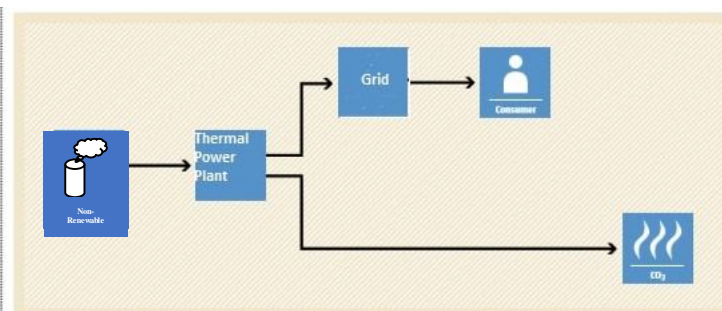 Grid
Consumer
Thermal
Power
Plant
Non-
Renewable
CO₂